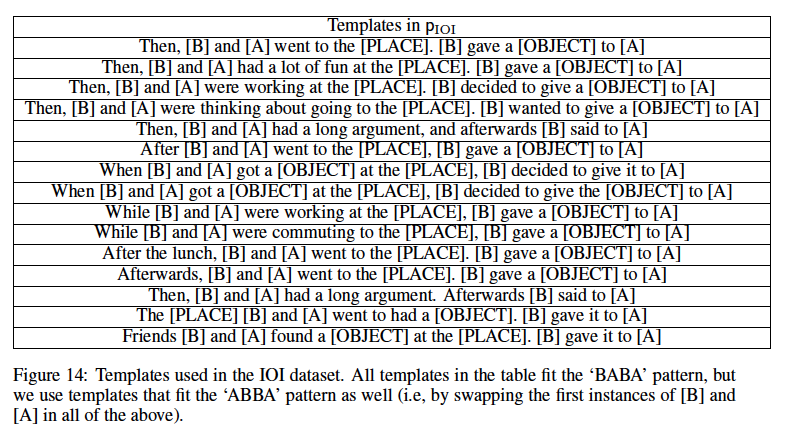 Templates in pIOI
Then, [B] and [A] went to the [PLACE]. [B] gave a [OBJECT] to [A]
Then, [B] and [A] had a lot of fun at the [PLACE]. [B] gave a [OBJECT] to [A]
Then, [B] and [A] were working at the [PLACE]. [B] decided to give a [OBJECT] to [A]
Then, [B] and [A] were thinking about going to the [PLACE]. [B] wanted to give a [OBJECT] to [A]
Then, [B] and [A] had a long argument, and afterwards [B] said to [A]
After [B] and [A] went to the [PLACE], [B] gave a [OBJECT] to [A]
When [B] and [A] got a [OBJECT] at the [PLACE], [B] decided to give it to [A]
When [B] and [A] got a [OBJECT] at the [PLACE], [B] decided to give the [OBJECT] to [A]
While [B] and [A] were working at the [PLACE], [B] gave a [OBJECT] to [A]
While [B] and [A] were commuting to the [PLACE], [B] gave a [OBJECT] to [A]
After the lunch, [B] and [A] went to the [PLACE]. [B] gave a [OBJECT] to [A]
Afterwards, [B] and [A] went to the [PLACE]. [B] gave a [OBJECT] to [A]
Then, [B] and [A] had a long argument. Afterwards [B] said to [A]
The [PLACE] [B] and [A] went to had a [OBJECT]. [B] gave it to [A]
Friends [B] and [A] found a [OBJECT] at the [PLACE]. [B] gave it to [A]
Figure 14: Templates used in the IOI dataset. All templates in the table fit the ‘BABA’ pattern, but
we use templates that fit the ‘ABBA’ pattern as well (i.e, by swapping the first instances of [B] and
[A] in all of the above).